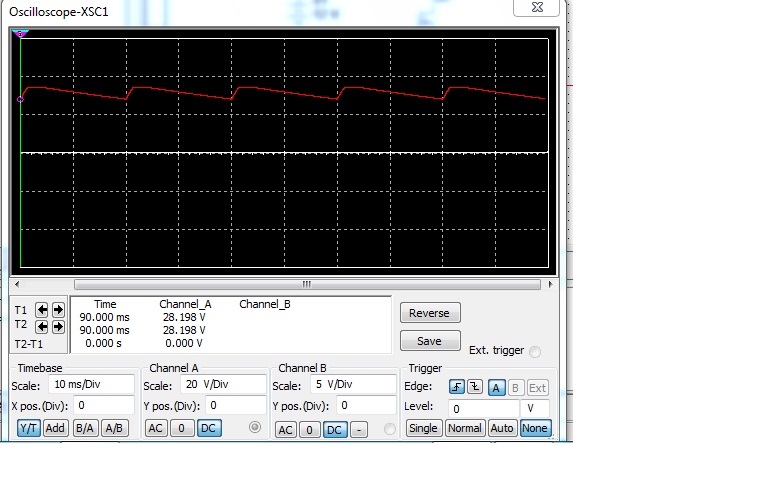 Oscilloscope-XSC1
Time Channel_A Channel_B
T1 90.000 ms 28.198 V
T2 90.000 ms 28.198 V
T2-T1 0.000 s 0.000 V
Reverse
Save
Ext. trigger
Timebase
Scale: 10 ms/Div
X pos.(Div): 0
Y/T Add B/A A/B
Channel A
Scale: 20 V/Div
Y pos.(Div): 0
AC 0 DC
Channel B
Scale: 5 V/Div
Y pos.(Div): 0
AC 0 DC -
Trigger
Edge: A B Ext
Level: 0 V
Single Normal Auto None